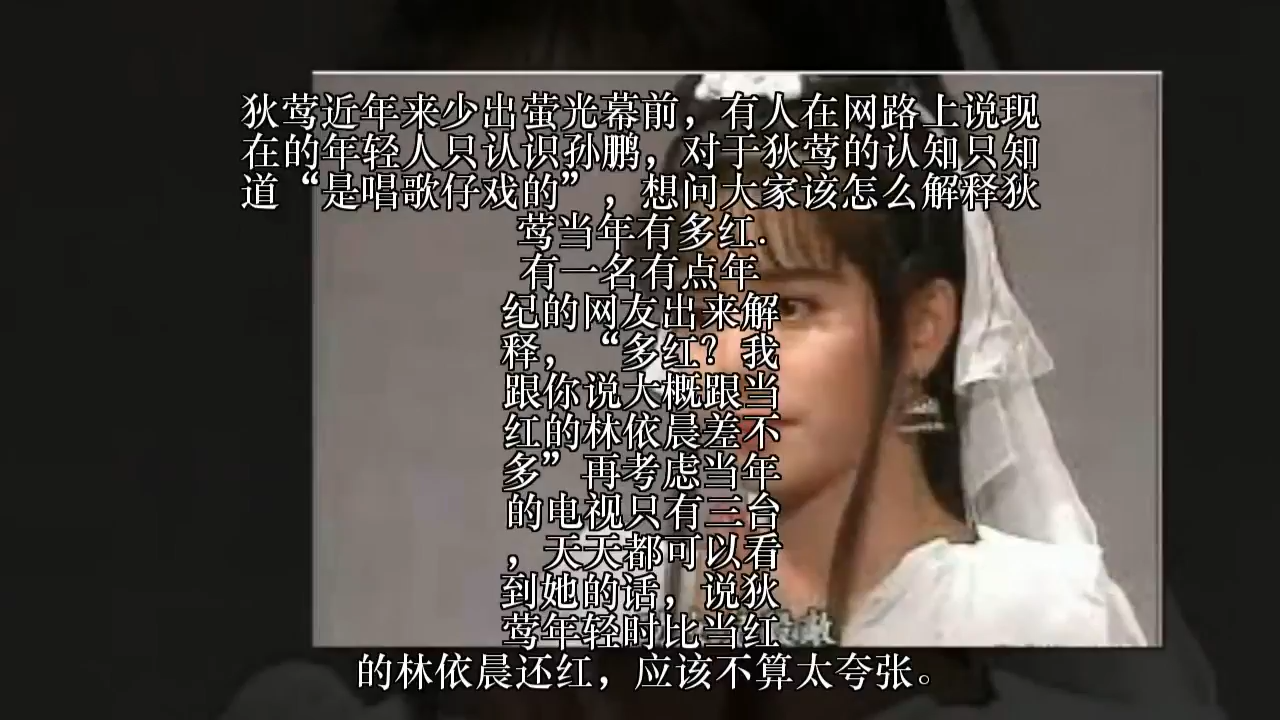 狄莺近年来少出萤光幕前，有人在网路上说现
在的年轻人只认识孙鹏，对于狄莺的认知只知
道“是唱歌仔戏的”，想问大家该怎么解释狄
莺当年有多红.
有一名有点年
纪的网友出来解
释，“多红？我
跟你说大概跟当
红的林依晨差不
多”再考虑当年
的电视只有三台
，天天都可以看
到她的话，说狄
莺年轻时比当红
的林依晨还红，应该不算太夸张。